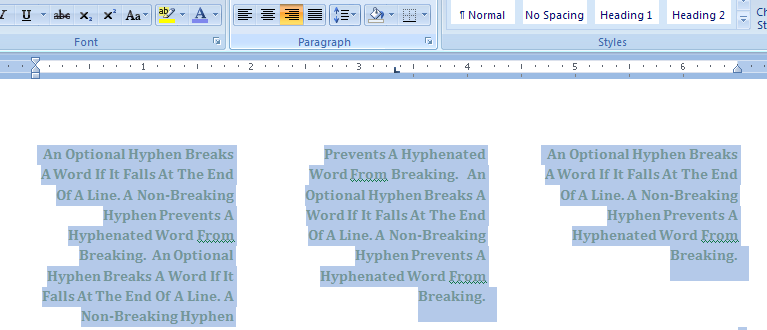 U abc X₂ X² Aa ab A
¶ Normal No Spacing Heading 1 Heading 2
Font Paragraph Styles
1 2 3 4 5 6
An Optional Hyphen Breaks
A Word If It Falls At The End
Of A Line. A Non-Breaking
Hyphen Prevents A
Hyphenated Word From
Breaking. An Optional
Hyphen Breaks A Word If It
Falls At The End Of A Line. A
Non-Breaking Hyphen
Prevents A Hyphenated
Word From Breaking. An
Optional Hyphen Breaks A
Word If It Falls At The End
Of A Line. A Non-Breaking
Hyphen Prevents A
Hyphenated Word From
Breaking.
An Optional Hyphen Breaks
A Word If It Falls At The End
Of A Line. A Non-Breaking
Hyphen Prevents A
Hyphenated Word From
Breaking.